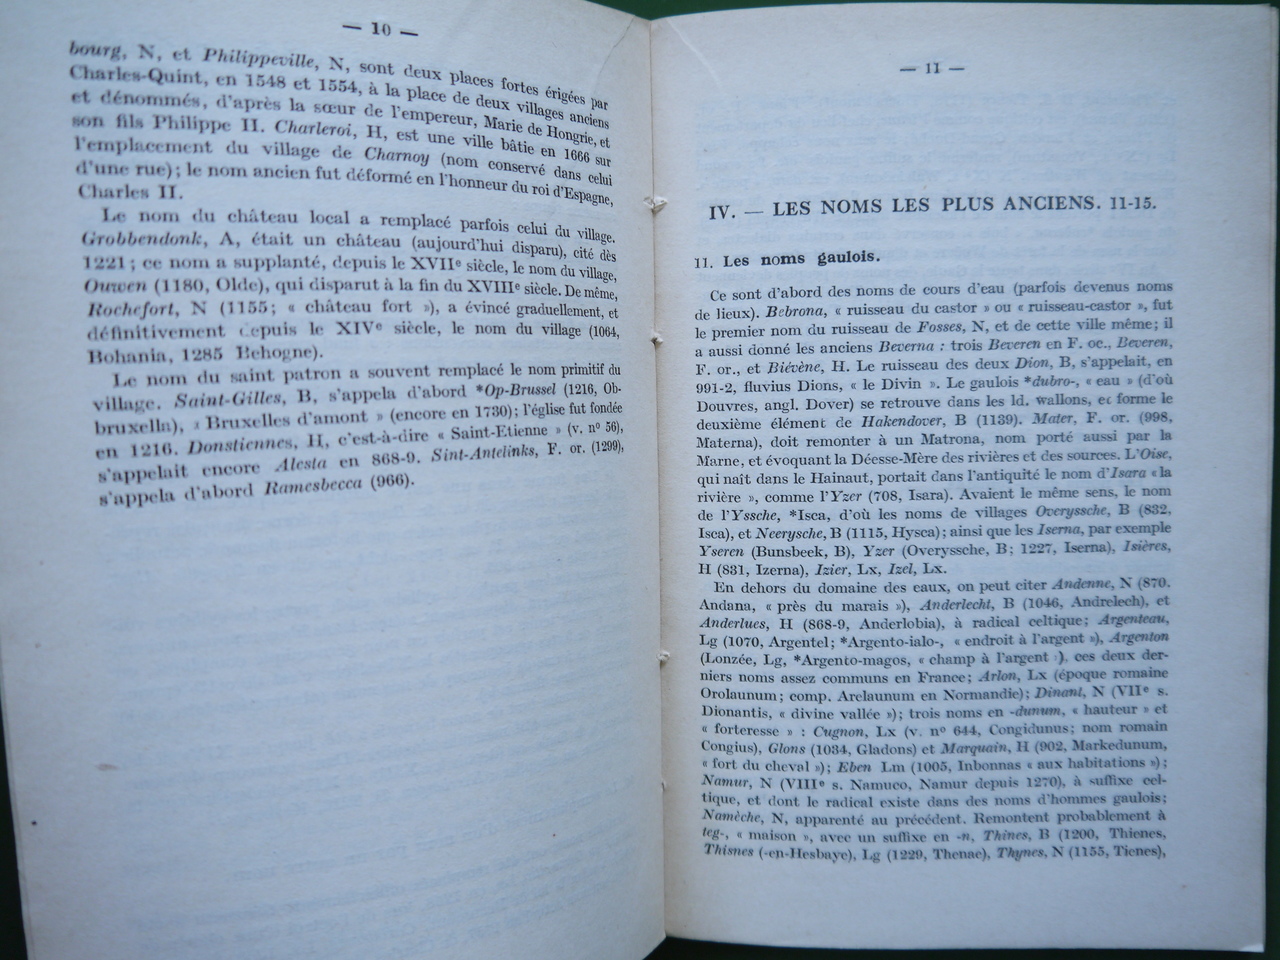 — 10 —
bourg, N, et Philippeville, N, sont deux places fortes érigées par
Charles-Quint, en 1548 et 1554, à la place de deux villages anciens
et dénommés, d'après la sœur de l'empereur, Marie de Hongrie, et
son fils Philippe II. Charleroi, H, est une ville bâtie en 1666 sur
l'emplacement du village de Charnoy (nom conservé dans celui
d'une rue); le nom ancien fut déformé en l'honneur du roi d'Espagne,
Charles II.
Le nom du château local a remplacé parfois celui du village.
Grobbendonk, A, était un château (aujourd'hui disparu), cité dès
1221 ; ce nom a supplanté, depuis le XVIIe siècle, le nom du village,
Ouwen (1180, Olde), qui disparut à la fin du XVIIIe siècle. De même,
Rochefort, N (1155; « château fort »), a évincé graduellement, et
définitivement depuis le XIVe siècle, le nom du village (1064,
Bohania, 1285 Behogne).
Le nom du saint patron a souvent remplacé le nom primitif du
village. Saint-Gilles, B, s'appela d'abord *Op-Brussel (1216, Ob-
bruxella), « Bruxelles d'amont » (encore en 1730); l'église fut fondée
en 1216. Donstiennes, H, c'est-à-dire « Saint-Etienne » (v. no 56),
s'appelait encore Alesta en 868-9. Sint-Antelinks, F. or. (1299),
s'appela d'abord Ramesbecca (966).
— 11 —
IV. — LES NOMS LES PLUS ANCIENS. 11-15.
11. Les noms gaulois.
Ce sont d'abord des noms de cours d'eau (parfois devenus noms
de lieux). Bebrona, « ruisseau du castor » ou « ruisseau-castor », fut
le premier nom du ruisseau de Fosses, N, et de cette ville même; il
a aussi donné les anciens Beverna : trois Beveren en F. oc., Beveren,
F. or., et Biévène, H. Le ruisseau des deux Dion, B, s'appelait, en
991-2, fluvius Dions, « le Divin ». Le gaulois *dubro-, « eau » (d'où
Douvres, angl. Dover) se retrouve dans les ld. wallons, et forme le
deuxième élément de Hakendover, B (1139). Mater, F. or. (998,
Materna), doit remonter à un Matrona, nom porté aussi par la
Marne, et évoquant la Déesse-Mère des rivières et des sources. L'Oise,
qui naît dans le Hainaut, portait dans l'antiquité le nom d'Isara « la
rivière », comme l'Yzer (708, Isara). Avaient le même sens, le nom
de l'Yssche, *Isca, d'où les noms de villages Overyssche, B (832,
Isca), et Neerysche, B (1115, Hysca); ainsi que les Iserna, par exemple
Yseren (Bunsbeek, B), Yzer (Overyssche, B; 1227, Iserna), Isières,
H (831, Izerna), Izier, Lx, Izel, Lx.
En dehors du domaine des eaux, on peut citer Andenne, N (870.
Andana, « près du marais »), Anderlecht, B (1046, Andrelech), et
Anderlues, H (868-9, Anderlobia), à radical celtique; Argenteau,
Lg (1070, Argentel; *Argento-ialo-, « endroit à l'argent »), Argenton
(Lonzée, Lg, *Argento-magos, « champ à l'argent »), ces deux der-
niers noms assez communs en France; Arlon, Lx (époque romaine
Orolaunum; comp. Arelaunum en Normandie); Dinant, N (VIIe s.
Dionantis, « divine vallée »); trois noms en -dunum, « hauteur » et
« forteresse » : Cugnon, Lx (v. no 644, Congidunus; nom romain
Congius), Glons (1034, Gladons) et Marquain, H (902, Markedunum,
« fort du cheval »); Eben Lm (1005, Inbonnas « aux habitations »);
Namur, N (VIIIe s. Namuco, Namur depuis 1270), à suffixe cel-
tique, et dont le radical existe dans des noms d'hommes gaulois;
Namèche, N, apparenté au précédent. Remontent probablement à
teg-, « maison », avec un suffixe en -n, Thines, B (1200, Thienes,
Thisnes (-en-Hesbaye), Lg (1229, Thenae), Thynes, N (1155, Tienes),